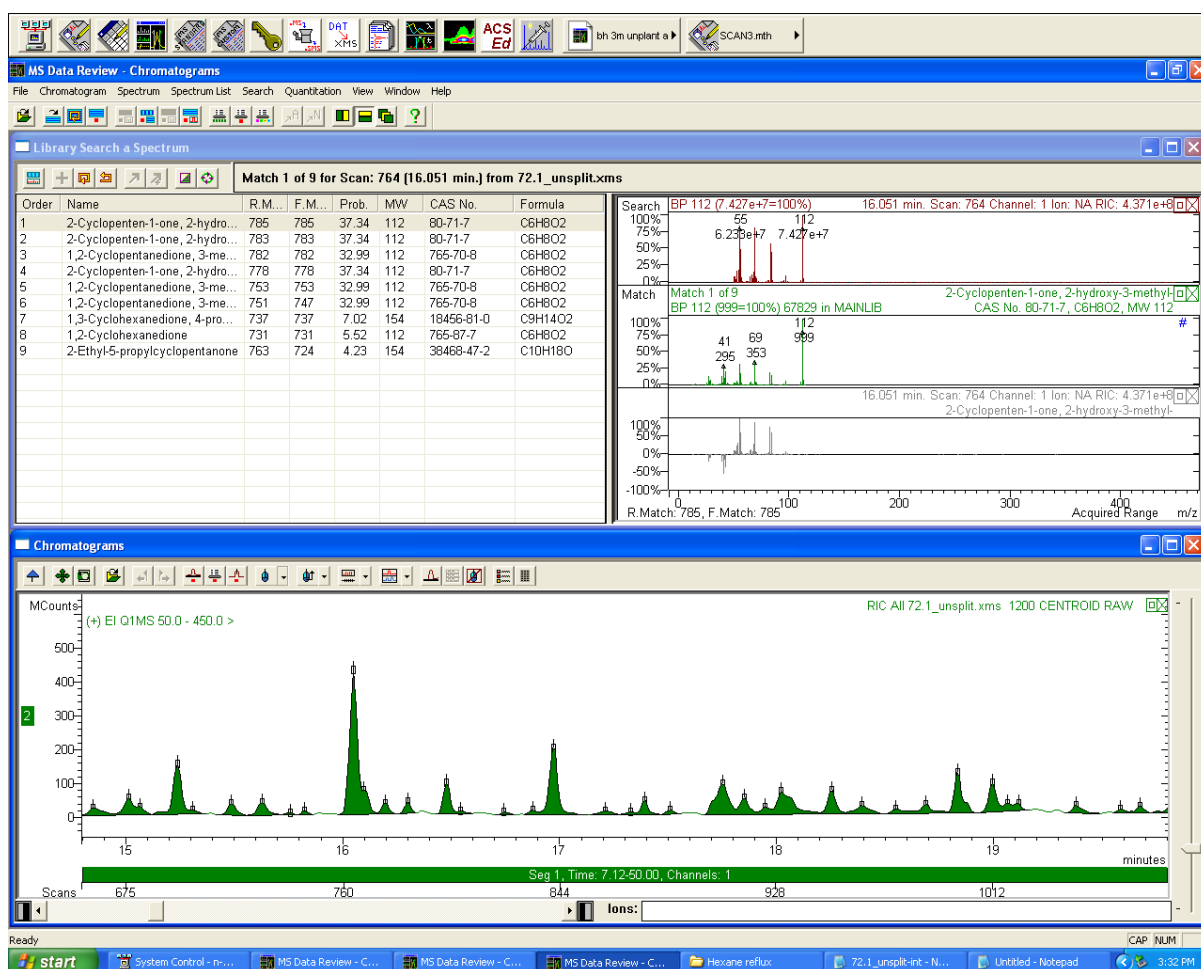 MS DAT XMS ACS Ed bh 3m unplant a SCAN3.mth
MS Data Review - Chromatograms
File Chromatogram Spectrum Spectrum List Search Quantitation View Window Help
Library Search a Spectrum
Match 1 of 9 for Scan: 764 (16.051 min.) from 72.1_unsplit.xms
Order Name R.M... F.M... Prob. MW CAS No. Formula
1 2-Cyclopenten-1-one, 2-hydro... 785 785 37.34 112 80-71-7 C6H8O2
2 2-Cyclopenten-1-one, 2-hydro... 783 783 37.34 112 80-71-7 C6H8O2
3 1,2-Cyclopentanedione, 3-me... 782 782 32.99 112 765-70-8 C6H8O2
4 2-Cyclopenten-1-one, 2-hydro... 778 778 37.34 112 80-71-7 C6H8O2
5 1,2-Cyclopentanedione, 3-me... 753 753 32.99 112 765-70-8 C6H8O2
6 1,2-Cyclopentanedione, 3-me... 751 747 32.99 112 765-70-8 C6H8O2
7 1,3-Cyclohexanedione, 4-pro... 737 737 7.02 154 18456-81-0 C9H14O2
8 1,2-Cyclohexanedione 731 731 5.52 112 765-87-7 C6H8O2
9 2-Ethyl-5-propylcyclopentanone 763 724 4.23 154 38468-47-2 C10H18O
Search BP 112 (7.427e+7=100%) 16.051 min. Scan: 764 Channel: 1 Ion: NA RIC: 4.371e+8
100% 55 112
75% 6.233e+7 7.427e+7
50%
25%
0%
Match Match 1 of 9 2-Cyclopenten-1-one, 2-hydroxy-3-methyl-
BP 112 (999=100%) 67829 in MAINLIB CAS No. 80-71-7, C6H8O2, MW 112
100% 112 #
75% 41 69 999
50% 295 353
25%
0%
16.051 min. Scan: 764 Channel: 1 Ion: NA RIC: 4.371e+8
2-Cyclopenten-1-one, 2-hydroxy-3-methyl-
100%
50%
0%
-50%
-100%
0 100 200 300 400
R.Match: 785, F.Match: 785 Acquired Range m/z
Chromatograms
MCounts RIC All 72.1_unsplit.xms 1200 CENTROID RAW
(+) EI Q1MS 50.0 - 450.0 >
500
400
300
2
200
100
0
15 16 17 18 19
minutes
Seg 1, Time: 7.12-50.00, Channels: 1
Scans 675 760 844 928 1012
Ions:
Ready CAP NUM
start System Control - n-... MS Data Review - C... MS Data Review - C... MS Data Review - C... Hexane reflux 72.1_unsplit-int - N... Untitled - Notepad 3:32 PM